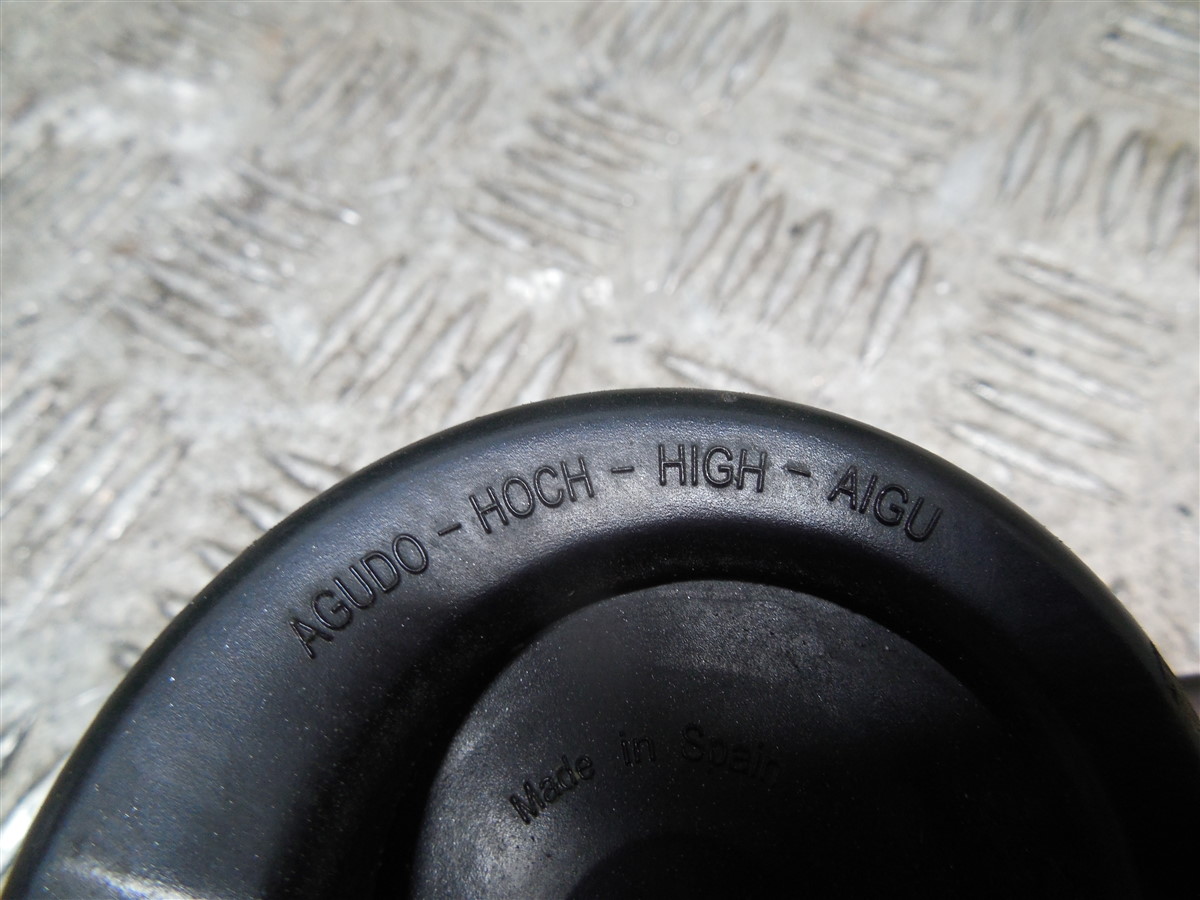 AGUDO - HOCH - HIGH - AIGU
Made in Spain